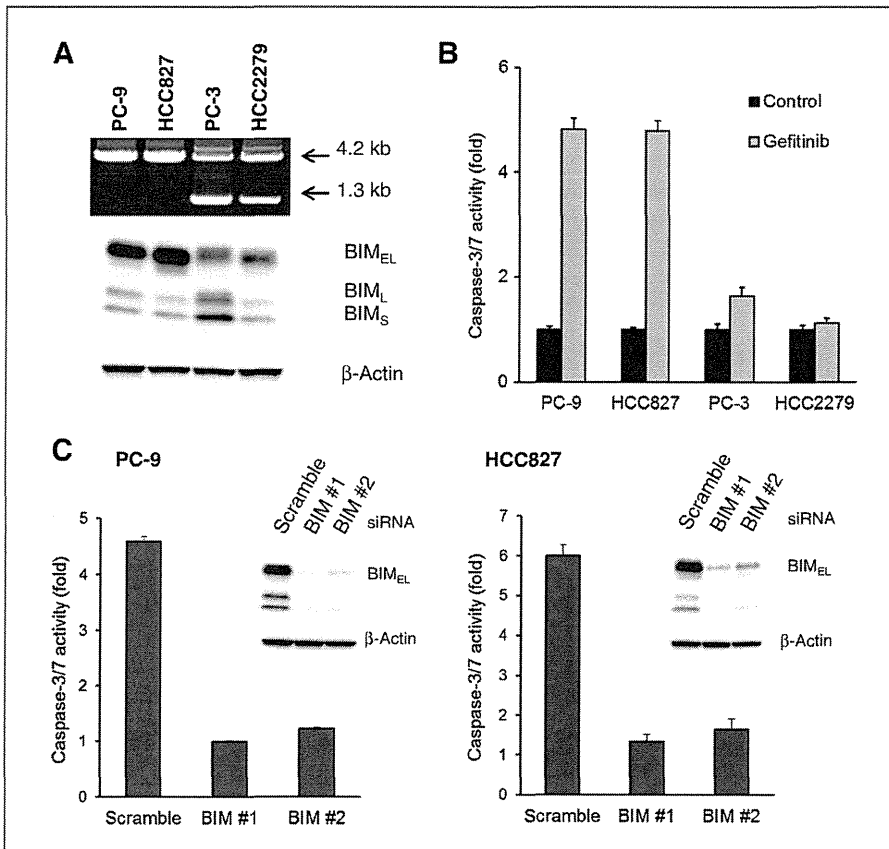 A
PC-9
HCC827
PC-3
HCC2279
4.2 kb
1.3 kb
BIMEL
BIML
BIMS
β-Actin
B
Caspase-3/7 activity (fold)
6
4
2
0
Control
Gefitinib
PC-9 HCC827 PC-3 HCC2279
C
PC-9
Caspase-3/7 activity (fold)
5
4
3
2
1
0
Scramble BIM #1 BIM #2
Scramble
BIM #1
BIM #2
siRNA
BIMEL
β-Actin
HCC827
Caspase-3/7 activity (fold)
7
6
5
4
3
2
1
0
Scramble BIM #1 BIM #2
Scramble
BIM #1
BIM #2
siRNA
BIMEL
β-Actin